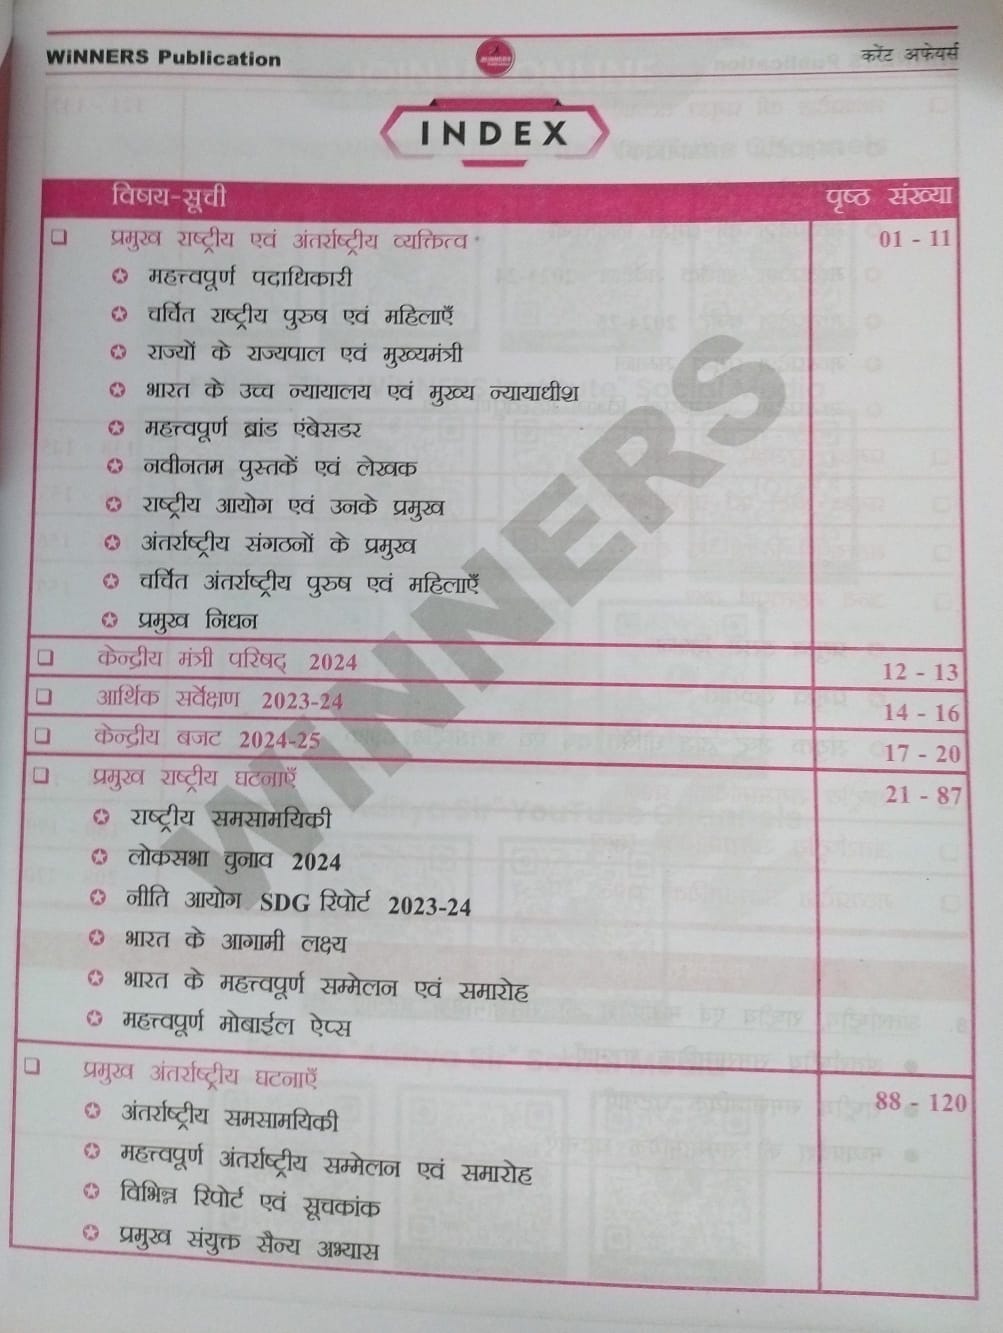 WiNNERS Publication
WiNNERS
करेंट अफेयर्स
INDEX
विषय-सूची पृष्ठ संख्या
प्रमुख राष्ट्रीय एवं अंतर्राष्ट्रीय व्यक्तित्व 01 - 11
महत्त्वपूर्ण पदाधिकारी
चर्चित राष्ट्रीय पुरुष एवं महिलाएँ
राज्यों के राज्यपाल एवं मुख्यमंत्री
भारत के उच्च न्यायालय एवं मुख्य न्यायाधीश
महत्त्वपूर्ण ब्रांड एंबेसडर
नवीनतम पुस्तकें एवं लेखक
राष्ट्रीय आयोग एवं उनके प्रमुख
अंतर्राष्ट्रीय संगठनों के प्रमुख
चर्चित अंतर्राष्ट्रीय पुरुष एवं महिलाएँ
प्रमुख निधन
केन्द्रीय मंत्री परिषद् 2024 12 - 13
आर्थिक सर्वेक्षण 2023-24 14 - 16
केन्द्रीय बजट 2024-25 17 - 20
प्रमुख राष्ट्रीय घटनाएँ 21 - 87
राष्ट्रीय समसामयिकी
लोकसभा चुनाव 2024
नीति आयोग SDG रिपोर्ट 2023-24
भारत के आगामी लक्ष्य
भारत के महत्त्वपूर्ण सम्मेलन एवं समारोह
महत्त्वपूर्ण मोबाईल ऐप्स
प्रमुख अंतर्राष्ट्रीय घटनाएँ 88 - 120
अंतर्राष्ट्रीय समसामयिकी
महत्त्वपूर्ण अंतर्राष्ट्रीय सम्मेलन एवं समारोह
विभिन्न रिपोर्ट एवं सूचकांक
प्रमुख संयुक्त सैन्य अभ्यास
WINNERS